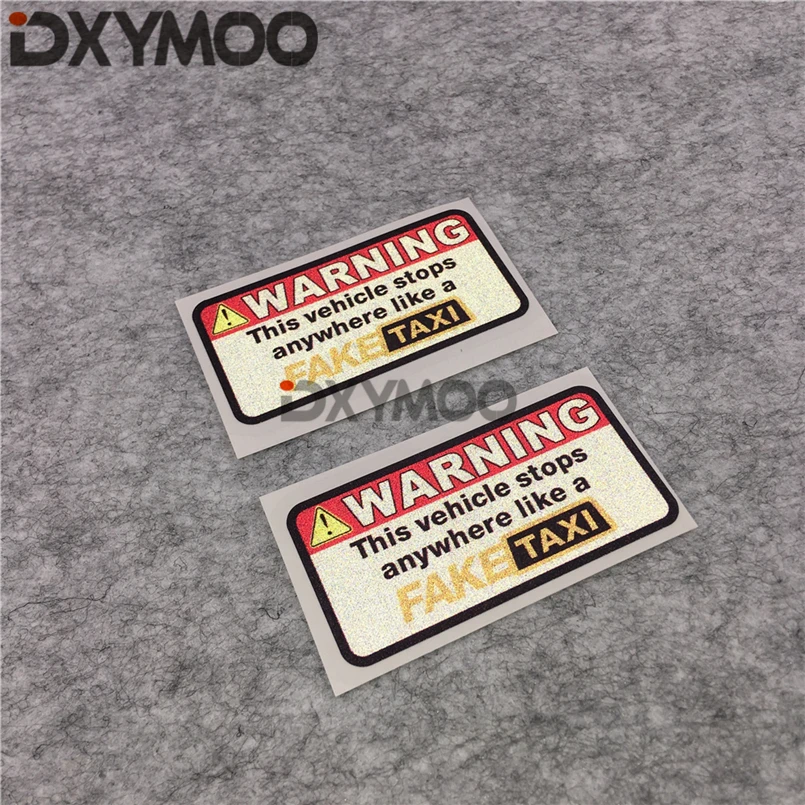 DXYMOO
WARNING
This vehicle stops
anywhere like a
FAKE TAXI
DXYMOO
WARNING
This vehicle stops
anywhere like a
FAKE TAXI